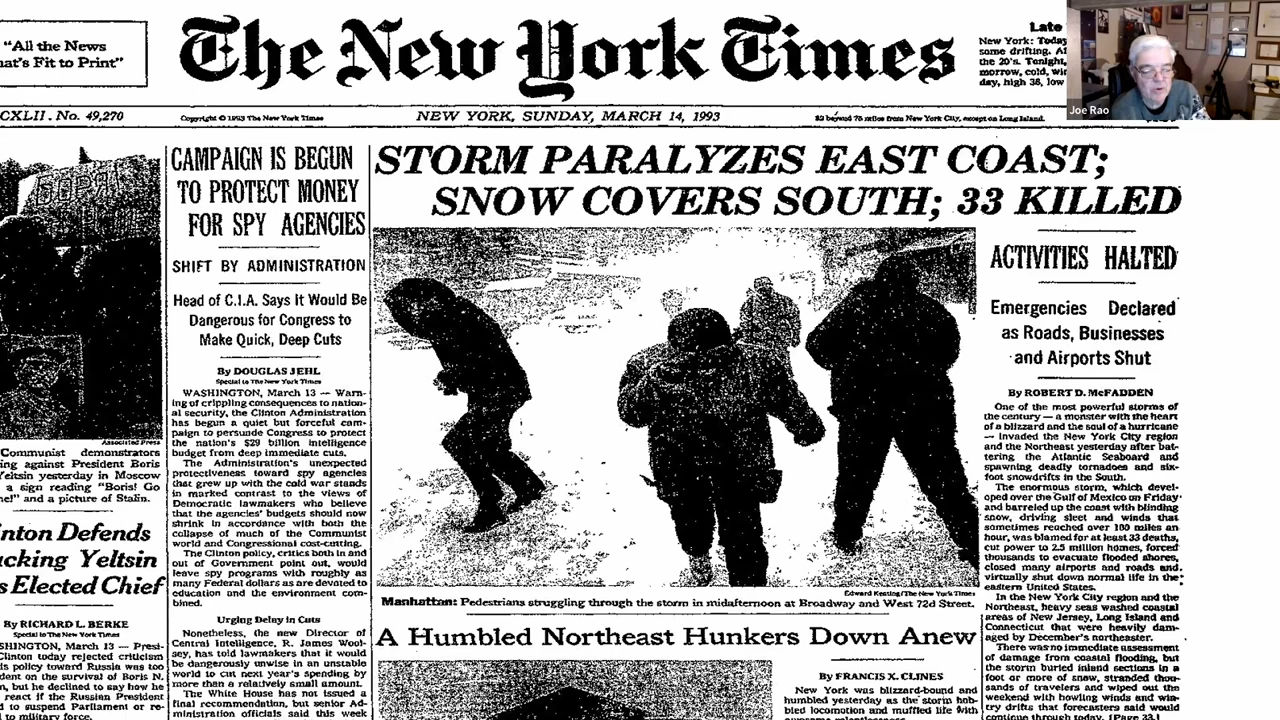 "All the News
hat's Fit to Print"
The New York Times
Late
New York: Today
some drifting.
the 20's. Tonight,
morrow, cold, win
day, high 38, low
Joe Rao
CXLII . No. 49,270
Copyright © 1993 The New York Times
NEW YORK, SUNDAY, MARCH 14, 1993
beyond 75 miles from New York City, except on Long Island.
Associated Press
Communist demonstrators
ing against President Boris
Yeltsin yesterday in Moscow
a sign reading "Boris! Go
e!" and a picture of Stalin.
nton Defends
cking Yeltsin
s Elected Chief
By RICHARD L. BERKE
Special to The New York Times
SHINGTON, March 13 — Presi-
Clinton today rejected criticism
is policy toward Russia was too
dent on the survival of Boris N.
n, but he declined to say how he
react if the Russian President
d to suspend Parliament or re-
to military force.
CAMPAIGN IS BEGUN
TO PROTECT MONEY
FOR SPY AGENCIES
SHIFT BY ADMINISTRATION
Head of C.I.A. Says It Would Be
Dangerous for Congress to
Make Quick, Deep Cuts
By DOUGLAS JEHL
Special to The New York Times
WASHINGTON, March 13 — Warn-
ing of crippling consequences to nation-
al security, the Clinton Administration
has begun a quiet but forceful cam-
paign to persuade Congress to protect
the nation's $29 billion intelligence
budget from deep immediate cuts.
The Administration's unexpected
protectiveness toward spy agencies
that grew up with the cold war stands
in marked contrast to the views of
Democratic lawmakers who believe
that the agencies' budgets should now
shrink in accordance with both the
collapse of much of the Communist
world and Congressional cost-cutting.
The Clinton policy, critics both in and
out of Government point out, would
leave spy programs with roughly as
many Federal dollars as are devoted to
education and the environment com-
bined.
Urging Delay in Cuts
Nonetheless, the new Director of
Central Intelligence, R. James Wool-
sey, has told lawmakers that it would
be dangerously unwise in an unstable
world to cut next year's spending by
more than a relatively small amount.
The White House has not issued a
final recommendation, but senior Ad-
ministration officials said this week
STORM PARALYZES EAST COAST;
SNOW COVERS SOUTH; 33 KILLED
Edward Keating/The New York Times
Manhattan: Pedestrians struggling through the storm in midafternoon at Broadway and West 72d Street.
A Humbled Northeast Hunkers Down Anew
By FRANCIS X. CLINES
New York was blizzard-bound and
humbled yesterday as the storm hob-
bled locomotion and muffled life with
awesome relentlessness.
ACTIVITIES HALTED
Emergencies Declared
as Roads, Businesses
and Airports Shut
By ROBERT D. McFADDEN
One of the most powerful storms of
the century — a monster with the heart
of a blizzard and the soul of a hurricane
— invaded the New York City region
and the Northeast yesterday after bat-
tering the Atlantic Seaboard and
spawning deadly tornadoes and six-
foot snowdrifts in the South.
The enormous storm, which devel-
oped over the Gulf of Mexico on Friday
and barreled up the coast with blinding
snow, driving sleet and winds that
sometimes reached over 100 miles an
hour, was blamed for at least 33 deaths,
cut power to 2.5 million homes, forced
thousands to evacuate flooded shores,
closed many airports and roads and
virtually shut down normal life in the
eastern United States.
In the New York City region and the
Northeast, heavy seas washed coastal
areas of New Jersey, Long Island and
Connecticut that were heavily dam-
aged by December's northeaster.
There was no immediate assessment
of damage from coastal flooding, but
the storm buried inland sections in a
foot or more of snow, stranded thou-
sands of travelers and wiped out the
weekend with howling winds and win-
try drifts that forecasters said would
continue through today. [Page 33.]